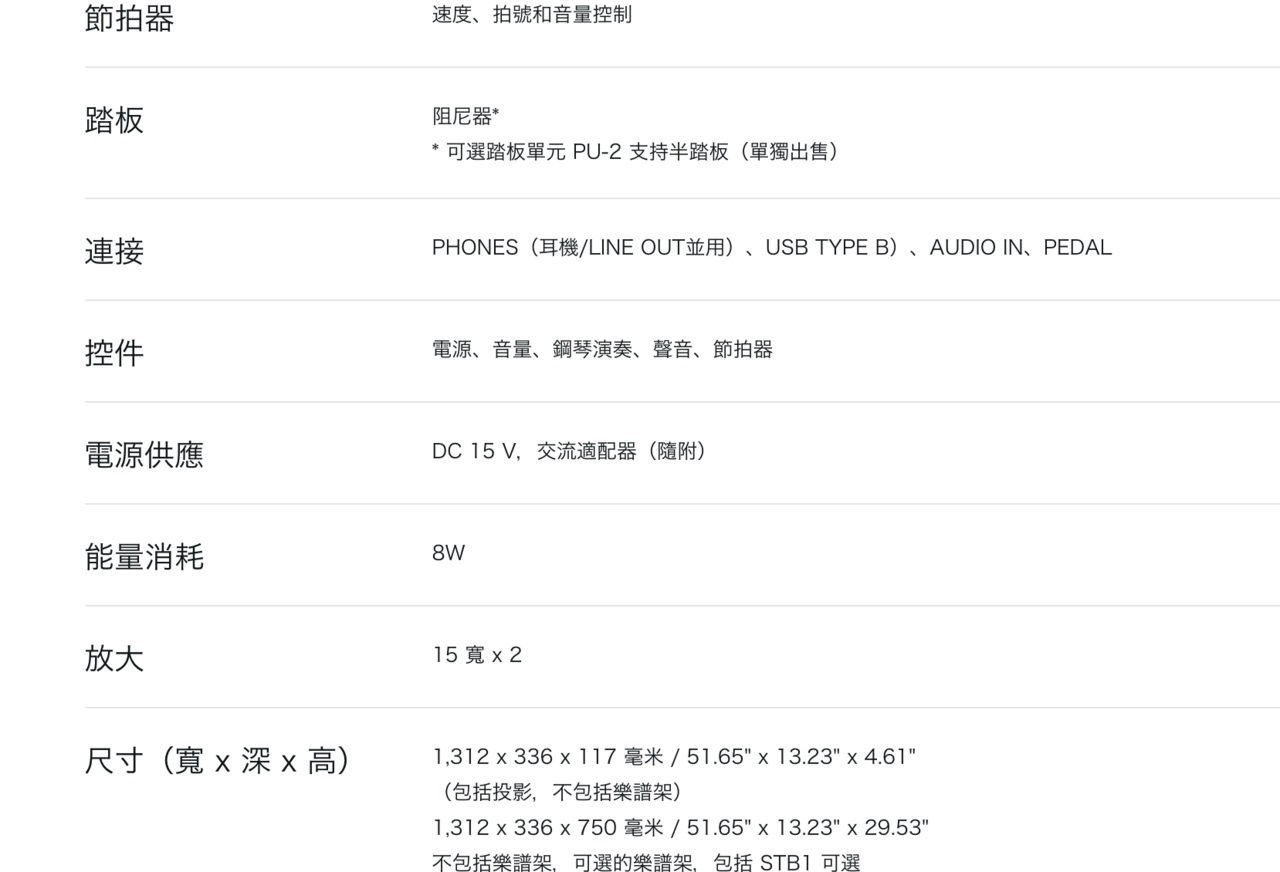 節拍器
速度、拍號和音量控制
踏板
阻尼器*
* 可選踏板單元 PU-2 支持半踏板（單獨出售）
連接
PHONES（耳機/LINE OUT並用）、USB TYPE B）、AUDIO IN、PEDAL
控件
電源、音量、鋼琴演奏、聲音、節拍器
電源供應
DC 15 V，交流適配器（隨附）
能量消耗
8W
放大
15 寬 x 2
尺寸（寬 x 深 x 高）
1,312 x 336 x 117 毫米 / 51.65" x 13.23" x 4.61"
（包括投影，不包括樂譜架）
1,312 x 336 x 750 毫米 / 51.65" x 13.23" x 29.53"
不包括樂譜架，可選的樂譜架，包括 STB1 可選